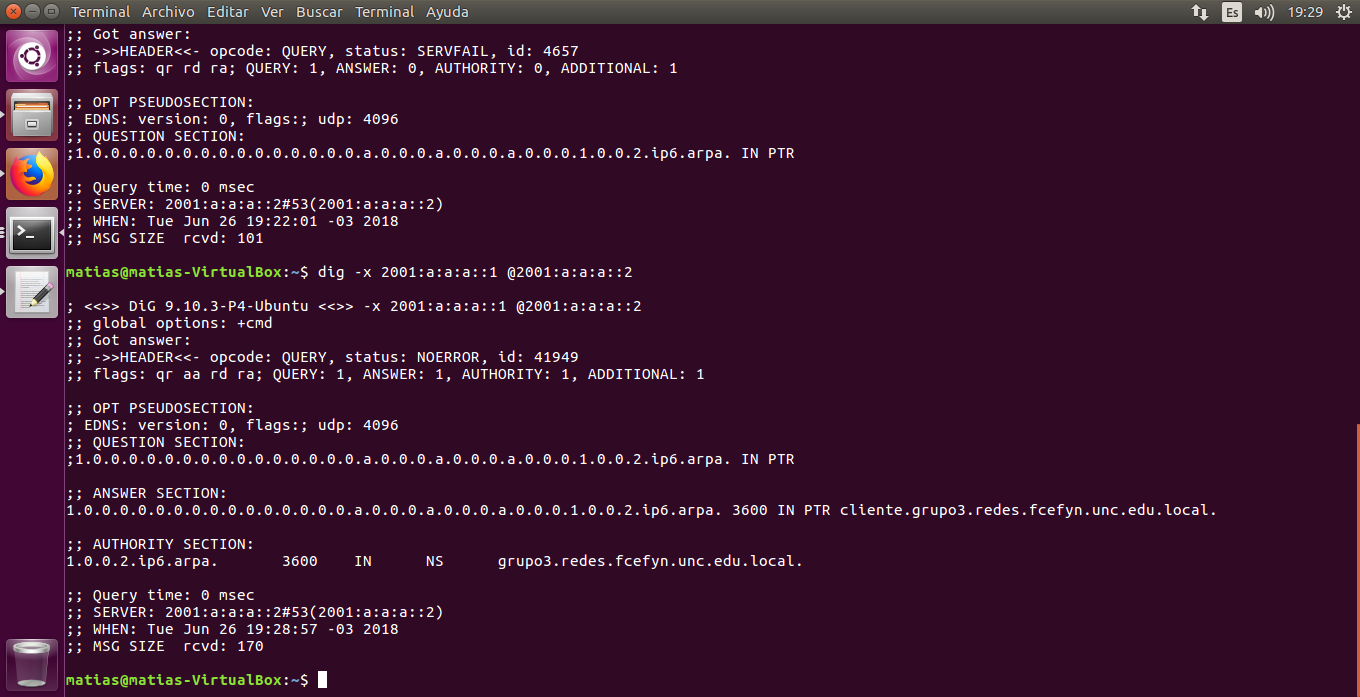 Terminal Archivo Editar Ver Buscar Terminal Ayuda Es 19:29
;; Got answer:
;; ->>HEADER<<- opcode: QUERY, status: SERVFAIL, id: 4657
;; flags: qr rd ra; QUERY: 1, ANSWER: 0, AUTHORITY: 0, ADDITIONAL: 1
;; OPT PSEUDOSECTION:
; EDNS: version: 0, flags:; udp: 4096
;; QUESTION SECTION:
;1.0.0.0.0.0.0.0.0.0.0.0.0.0.0.0.a.0.0.0.a.0.0.0.a.0.0.0.1.0.0.2.ip6.arpa. IN PTR
;; Query time: 0 msec
;; SERVER: 2001:a:a:a::2#53(2001:a:a:a::2)
;; WHEN: Tue Jun 26 19:22:01 -03 2018
;; MSG SIZE  rcvd: 101
matias@matias-VirtualBox:~$ dig -x 2001:a:a:a::1 @2001:a:a:a::2
; <<>> DiG 9.10.3-P4-Ubuntu <<>> -x 2001:a:a:a::1 @2001:a:a:a::2
;; global options: +cmd
;; Got answer:
;; ->>HEADER<<- opcode: QUERY, status: NOERROR, id: 41949
;; flags: qr aa rd ra; QUERY: 1, ANSWER: 1, AUTHORITY: 1, ADDITIONAL: 1
;; OPT PSEUDOSECTION:
; EDNS: version: 0, flags:; udp: 4096
;; QUESTION SECTION:
;1.0.0.0.0.0.0.0.0.0.0.0.0.0.0.0.a.0.0.0.a.0.0.0.a.0.0.0.1.0.0.2.ip6.arpa. IN PTR
;; ANSWER SECTION:
1.0.0.0.0.0.0.0.0.0.0.0.0.0.0.0.a.0.0.0.a.0.0.0.a.0.0.0.1.0.0.2.ip6.arpa. 3600 IN PTR cliente.grupo3.redes.fcefyn.unc.edu.local.
;; AUTHORITY SECTION:
1.0.0.2.ip6.arpa. 3600 IN NS grupo3.redes.fcefyn.unc.edu.local.
;; Query time: 0 msec
;; SERVER: 2001:a:a:a::2#53(2001:a:a:a::2)
;; WHEN: Tue Jun 26 19:28:57 -03 2018
;; MSG SIZE  rcvd: 170
matias@matias-VirtualBox:~$